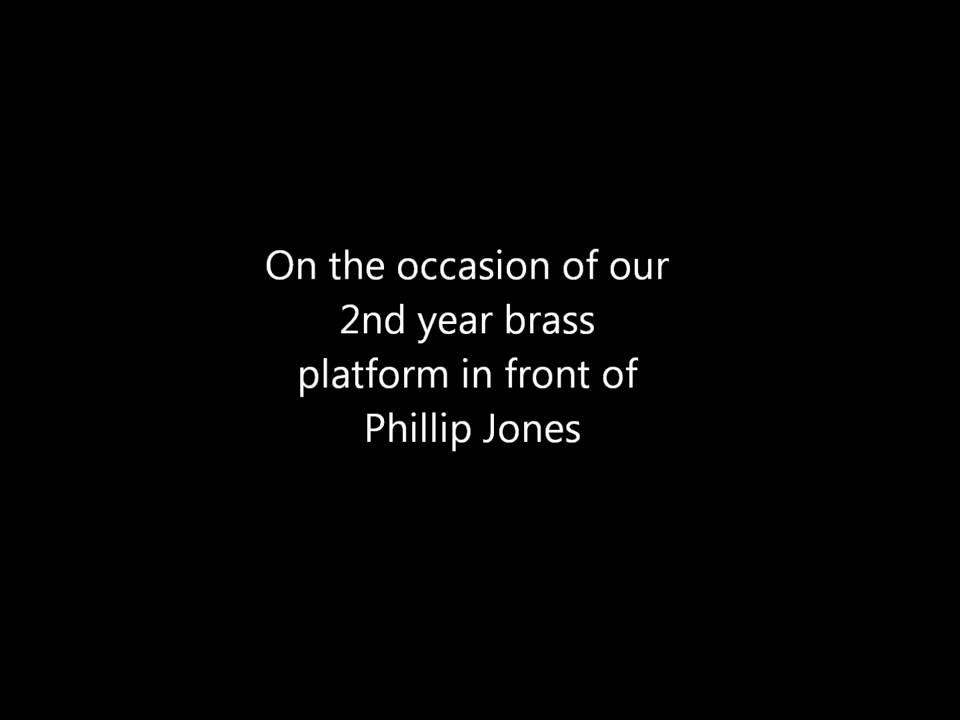 On the occasion of our
2nd year brass
platform in front of
Phillip Jones